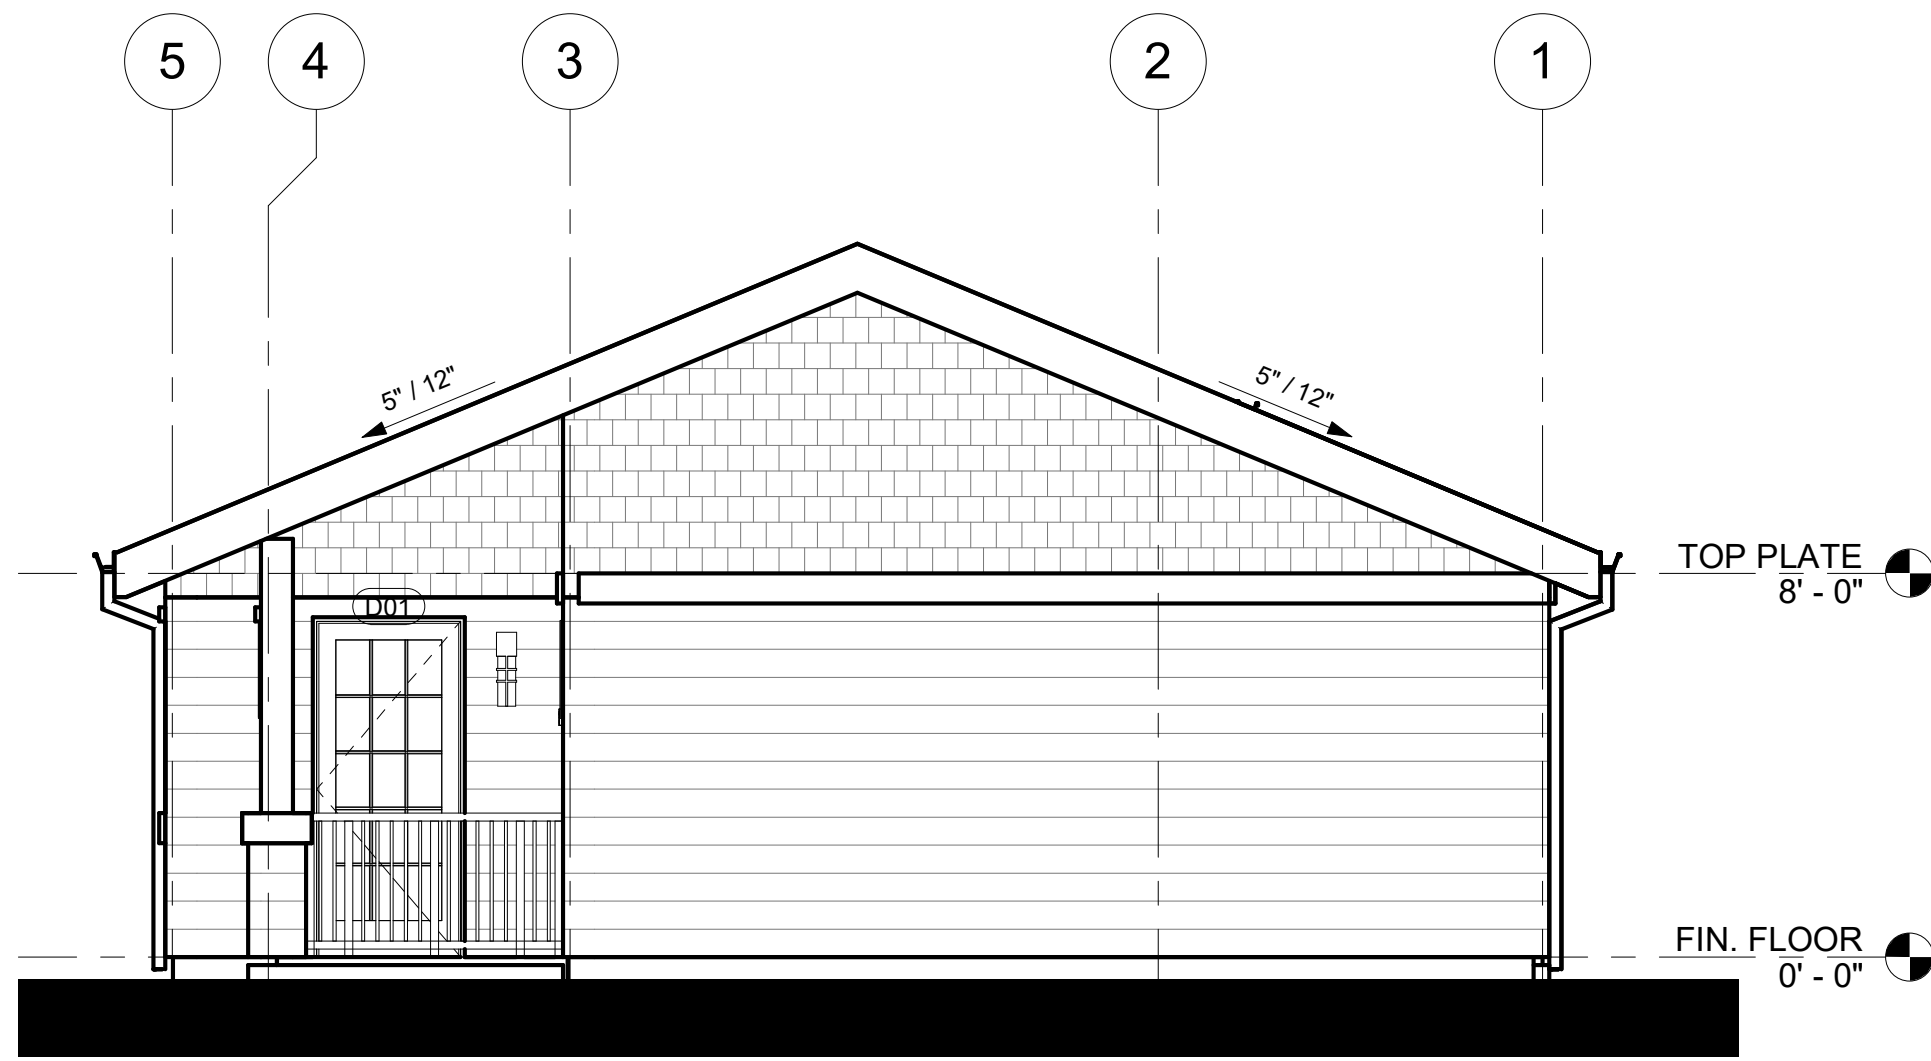 5 4 3 2 1
5" / 12" 5" / 12"
TOP PLATE
8' - 0"
D01
FIN. FLOOR
0' - 0"